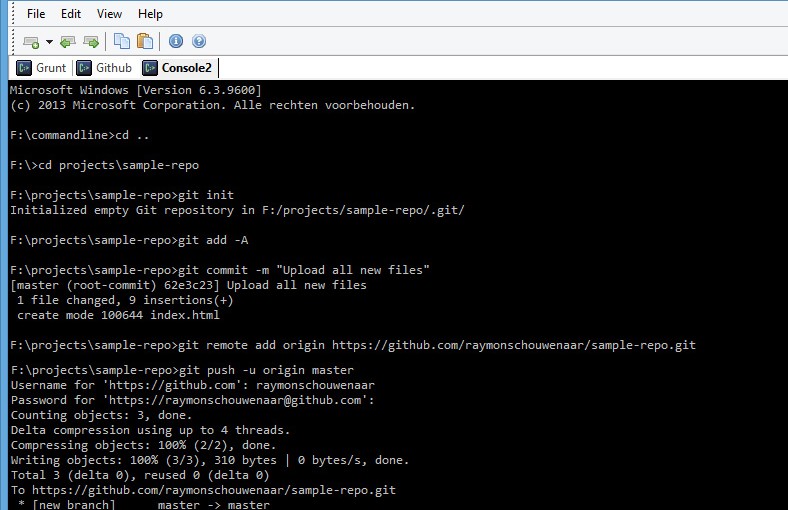 File Edit View Help
Grunt Github Console2
Microsoft Windows [Version 6.3.9600]
(c) 2013 Microsoft Corporation. Alle rechten voorbehouden.
F:\commandline>cd ..
F:\>cd projects\sample-repo
F:\projects\sample-repo>git init
Initialized empty Git repository in F:/projects/sample-repo/.git/
F:\projects\sample-repo>git add -A
F:\projects\sample-repo>git commit -m "Upload all new files"
[master (root-commit) 62e3c23] Upload all new files
 1 file changed, 9 insertions(+)
 create mode 100644 index.html
F:\projects\sample-repo>git remote add origin https://github.com/raymonschouwenaar/sample-repo.git
F:\projects\sample-repo>git push -u origin master
Username for 'https://github.com': raymonschouwenaar
Password for 'https://raymonschouwenaar@github.com':
Counting objects: 3, done.
Delta compression using up to 4 threads.
Compressing objects: 100% (2/2), done.
Writing objects: 100% (3/3), 310 bytes | 0 bytes/s, done.
Total 3 (delta 0), reused 0 (delta 0)
To https://github.com/raymonschouwenaar/sample-repo.git
 * [new branch]      master -> master